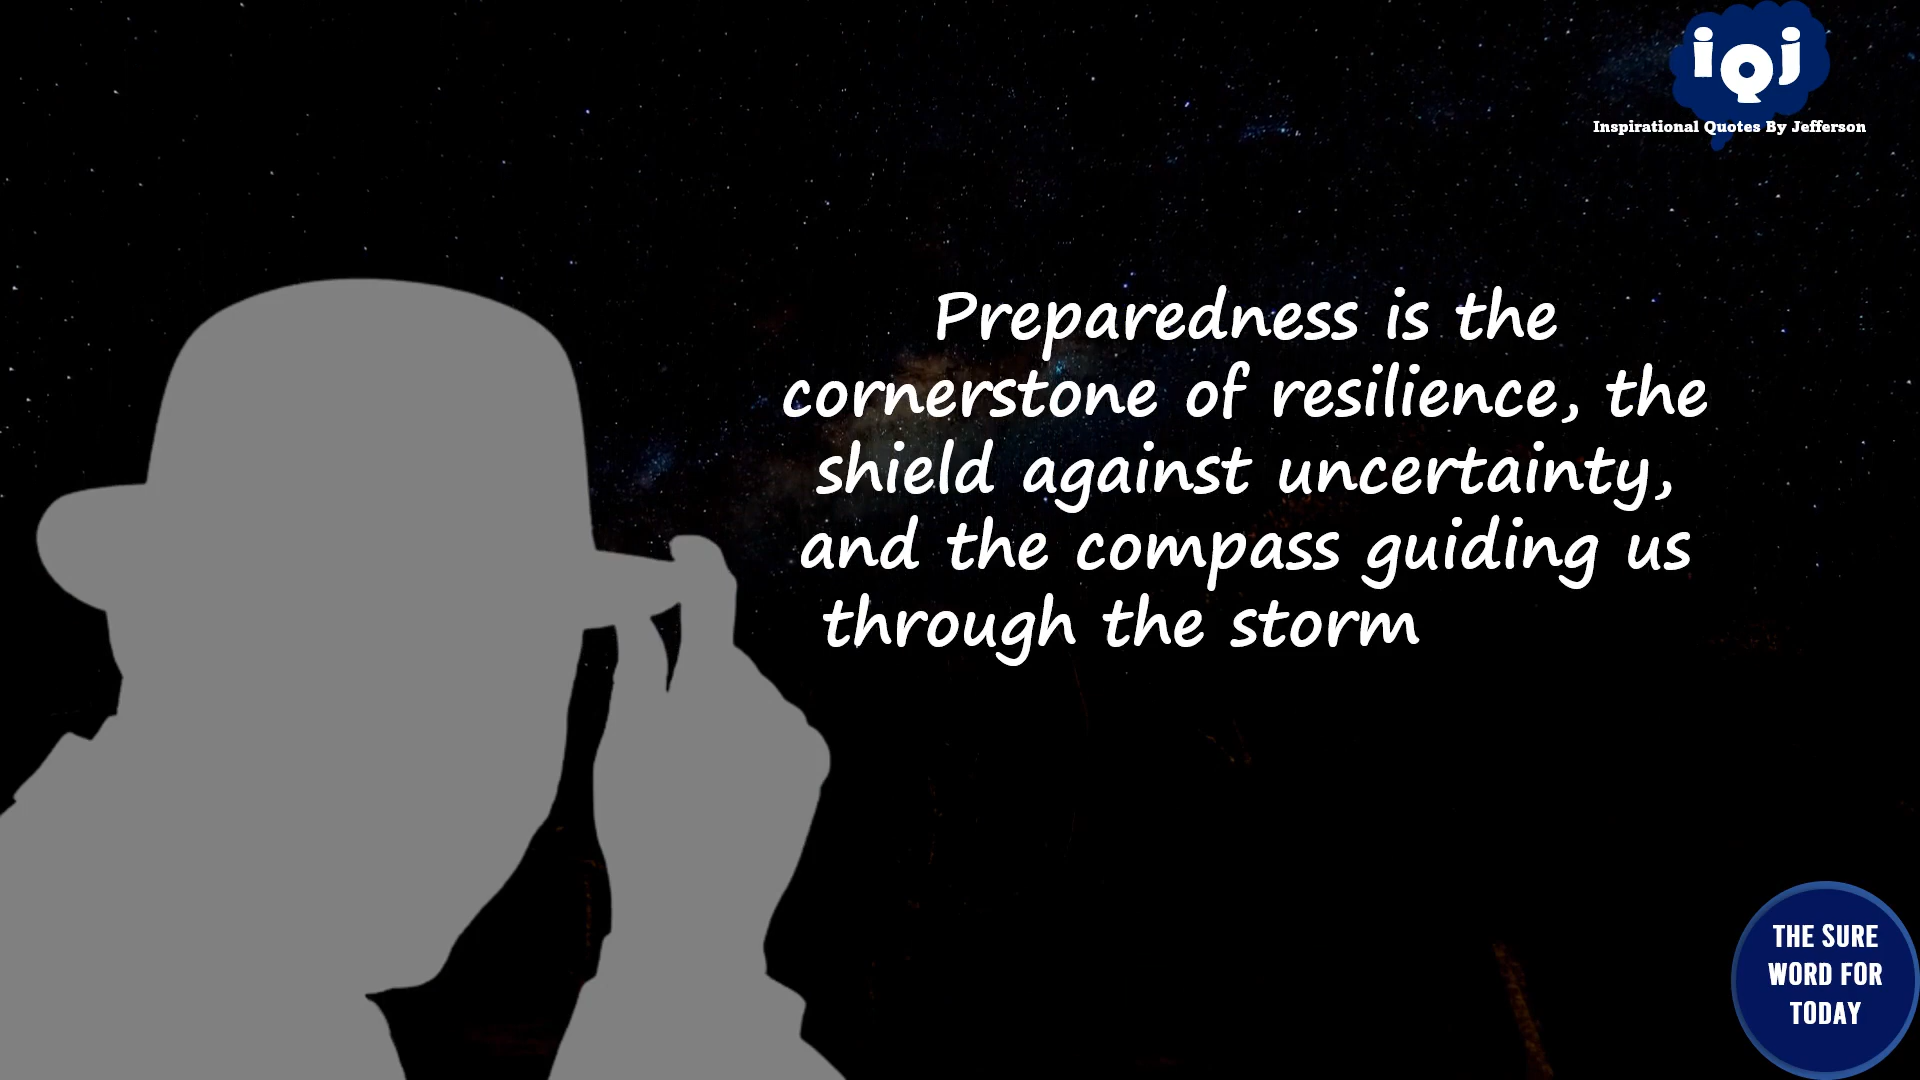 iQj
Inspirational Quotes By Jefferson
Preparedness is the
cornerstone of resilience, the
shield against uncertainty,
and the compass guiding us
through the storm
THE SURE
WORD FOR
TODAY